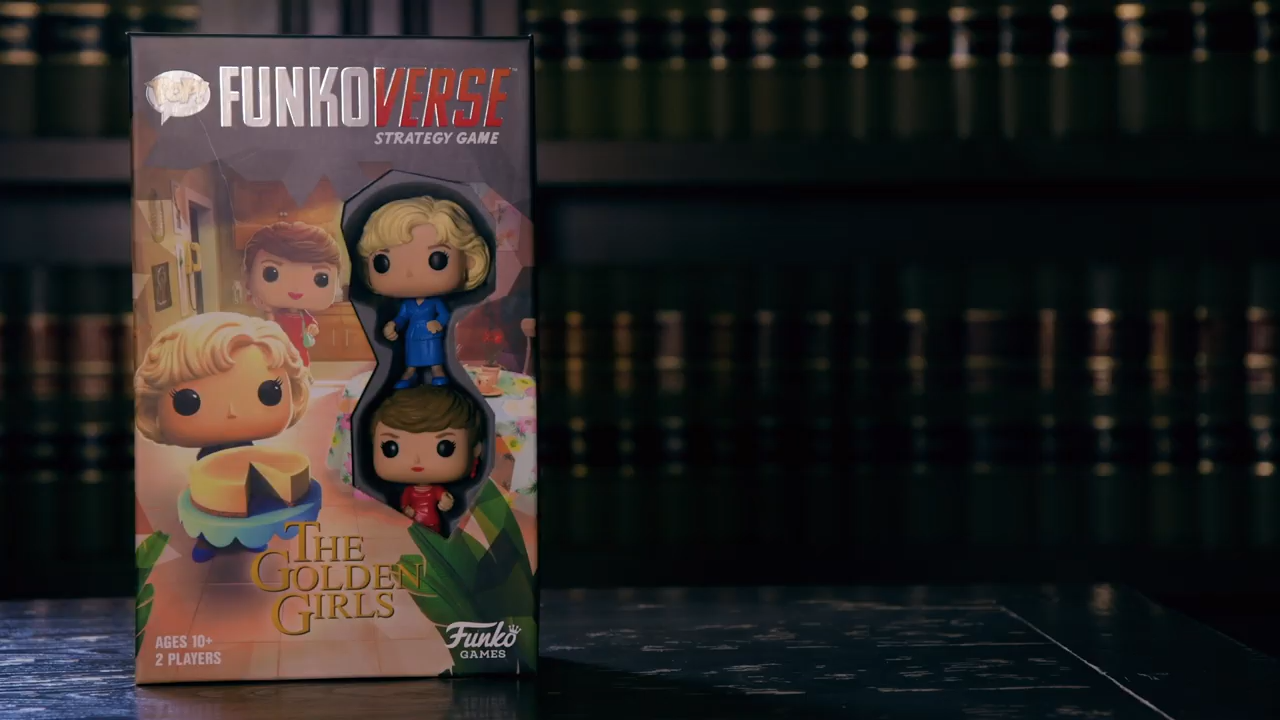 POP!
FUNKOVERSE
STRATEGY GAME
THE
GOLDEN
GIRLS
AGES 10+
2 PLAYERS
Funko
GAMES